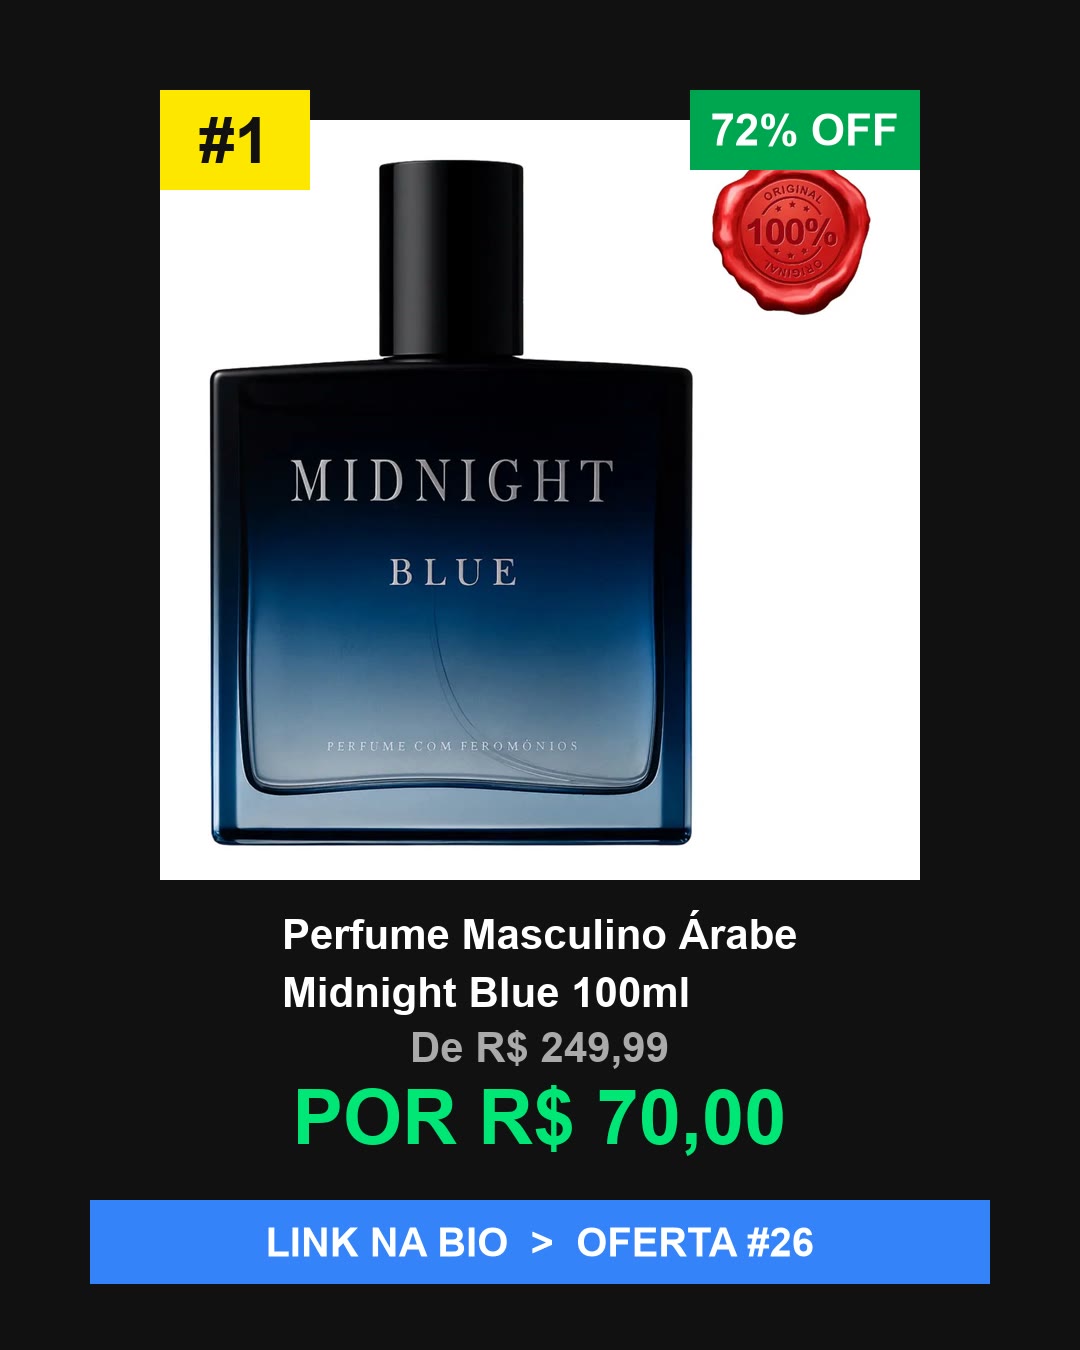 #1
72% OFF
ORIGINAL
100%
ORIGINAL
MIDNIGHT
BLUE
PERFUME COM FEROMÔNIOS
Perfume Masculino Árabe
Midnight Blue 100ml
De R$ 249,99
POR R$ 70,00
LINK NA BIO > OFERTA #26